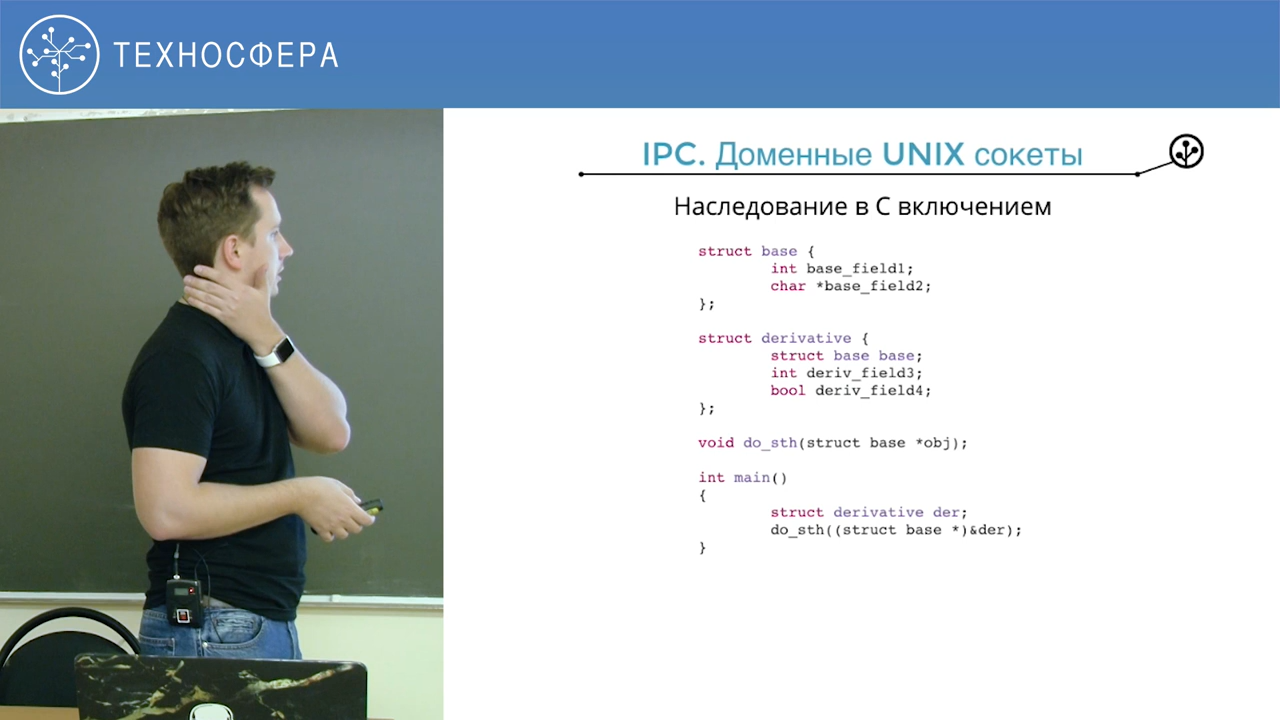 ТЕХНОСФЕРА
IPC. Доменные UNIX сокеты
Наследование в C включением
struct base {
int base_field1;
char *base_field2;
};
struct derivative {
struct base base;
int deriv_field3;
bool deriv_field4;
};
void do_sth(struct base *obj);
int main()
{
struct derivative der;
do_sth((struct base *)&der);
}